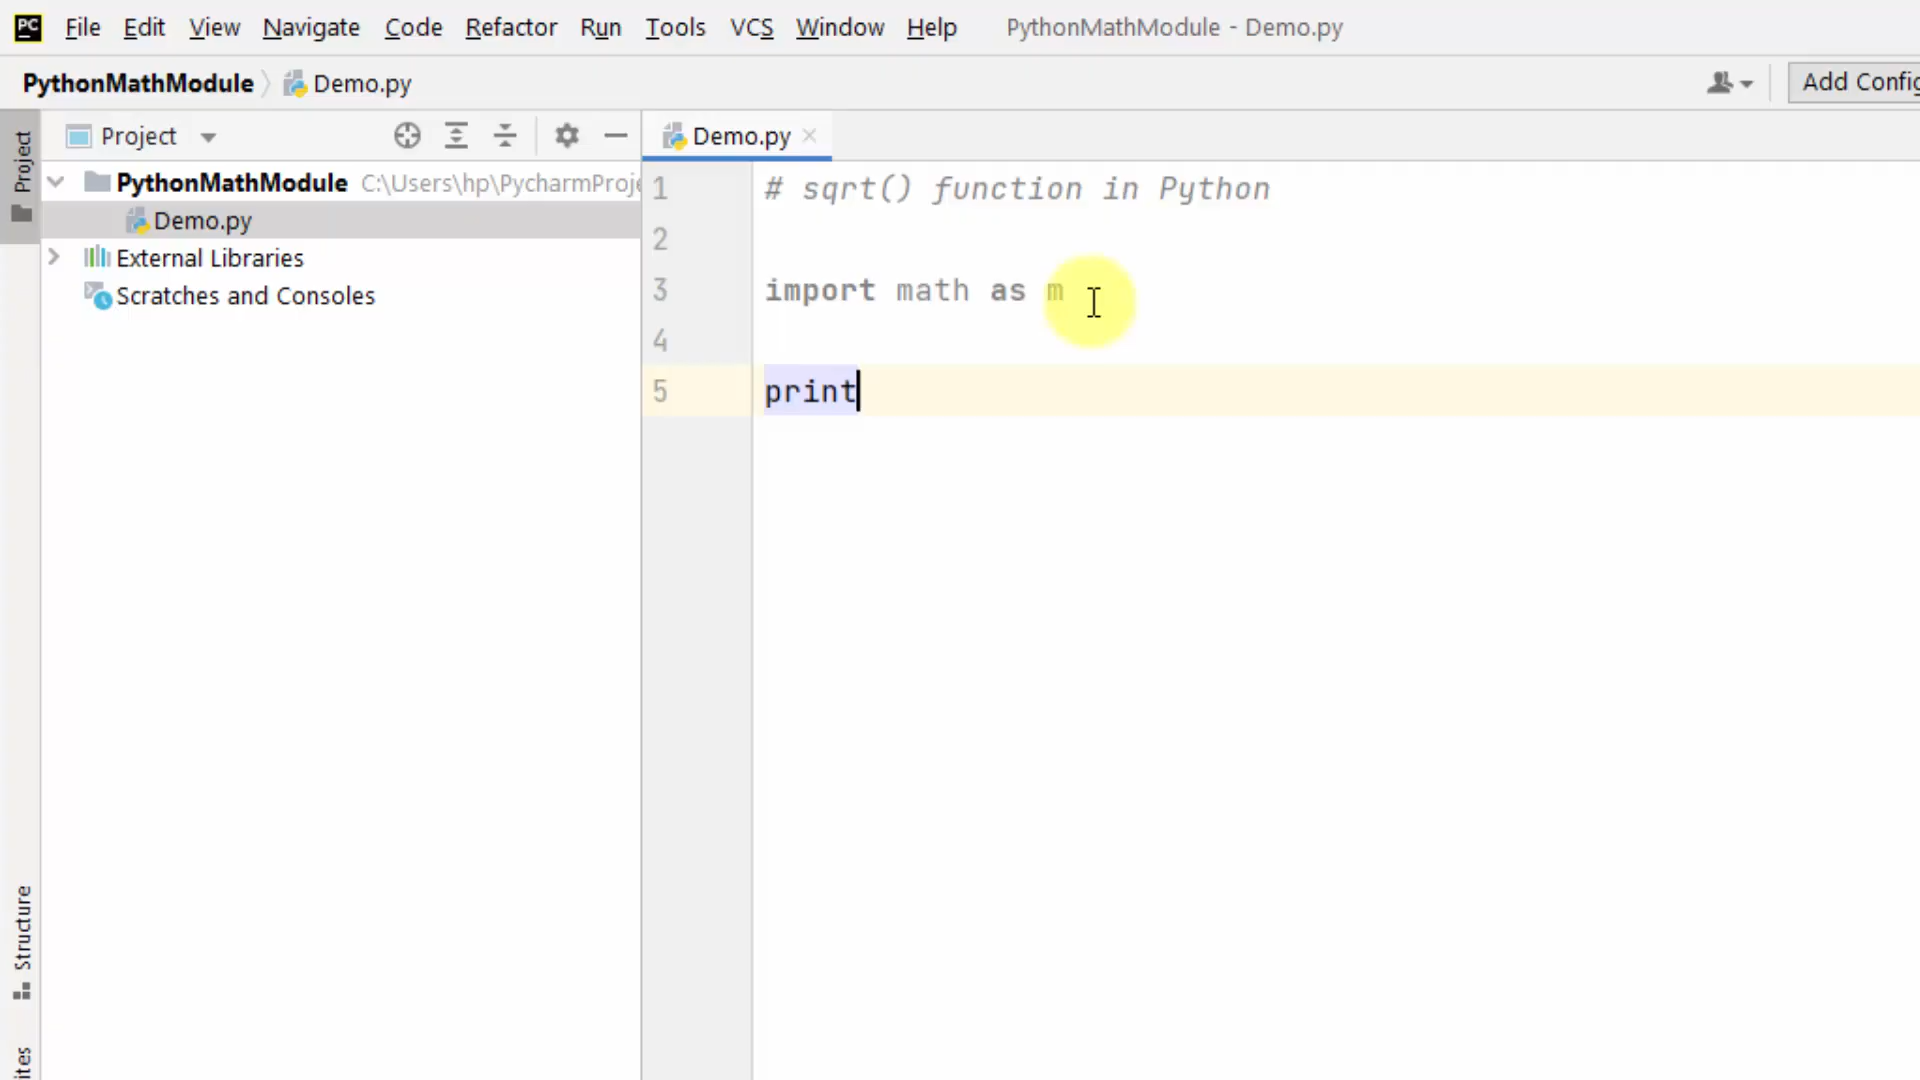 PC File Edit View Navigate Code Refactor Run Tools VCS Window Help PythonMathModule - Demo.py
PythonMathModule Demo.py Add Config
Project Project Demo.py
PythonMathModule C:\Users\hp\PycharmProje
Demo.py
External Libraries
Scratches and Consoles
1 # sqrt() function in Python
2
3 import math as m
4
5 print
Structure
ites